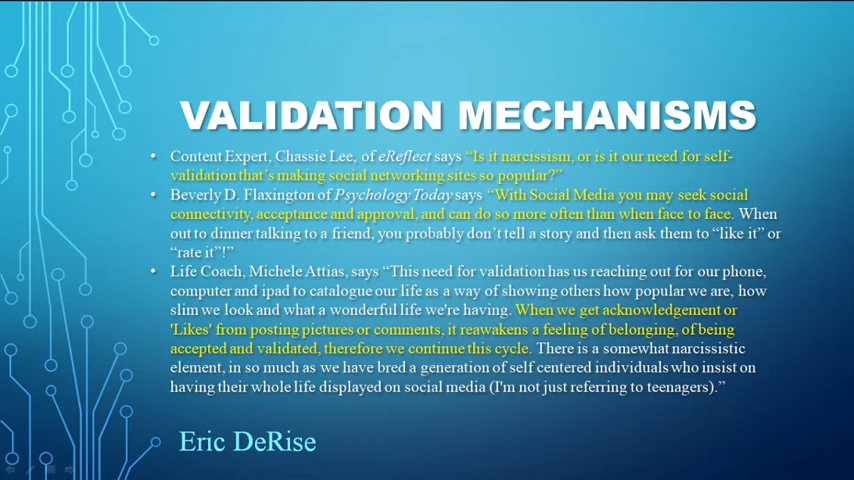 VALIDATION MECHANISMS
• Content Expert, Chassie Lee, of eReflect says “Is it narcissism, or is it our need for self-
validation that’s making social networking sites so popular?”
• Beverly D. Flaxington of Psychology Today says “With Social Media you may seek social
connectivity, acceptance and approval, and can do so more often than when face to face. When
out to dinner talking to a friend, you probably don’t tell a story and then ask them to “like it” or
“rate it”!”
• Life Coach, Michele Attias, says “This need for validation has us reaching out for our phone,
computer and ipad to catalogue our life as a way of showing others how popular we are, how
slim we look and what a wonderful life we're having. When we get acknowledgement or
'Likes' from posting pictures or comments, it reawakens a feeling of belonging, of being
accepted and validated, therefore we continue this cycle. There is a somewhat narcissistic
element, in so much as we have bred a generation of self centered individuals who insist on
having their whole life displayed on social media (I'm not just referring to teenagers).”
Eric DeRise